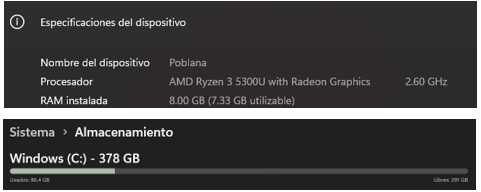 Especificaciones del dispositivo
Nombre del dispositivo Poblana
Procesador AMD Ryzen 3 5300U with Radeon Graphics 2.60 GHz
RAM instalada 8.00 GB (7.33 GB utilizable)
Sistema > Almacenamiento
Windows (C:) - 378 GB
Usados: 86.4 GB Libres: 291 GB